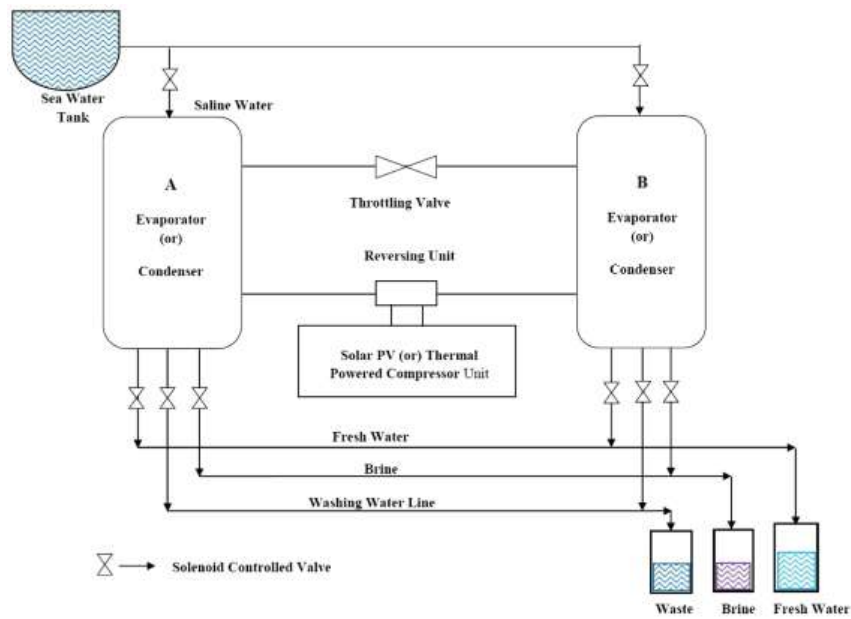 Sea Water
Tank
Saline Water
A
Evaporator
(or)
Condenser
B
Evaporator
(or)
Condenser
Throttling Valve
Reversing Unit
Solar PV (or) Thermal
Powered Compressor Unit
Fresh Water
Brine
Washing Water Line
Solenoid Controlled Valve
Waste
Brine
Fresh Water